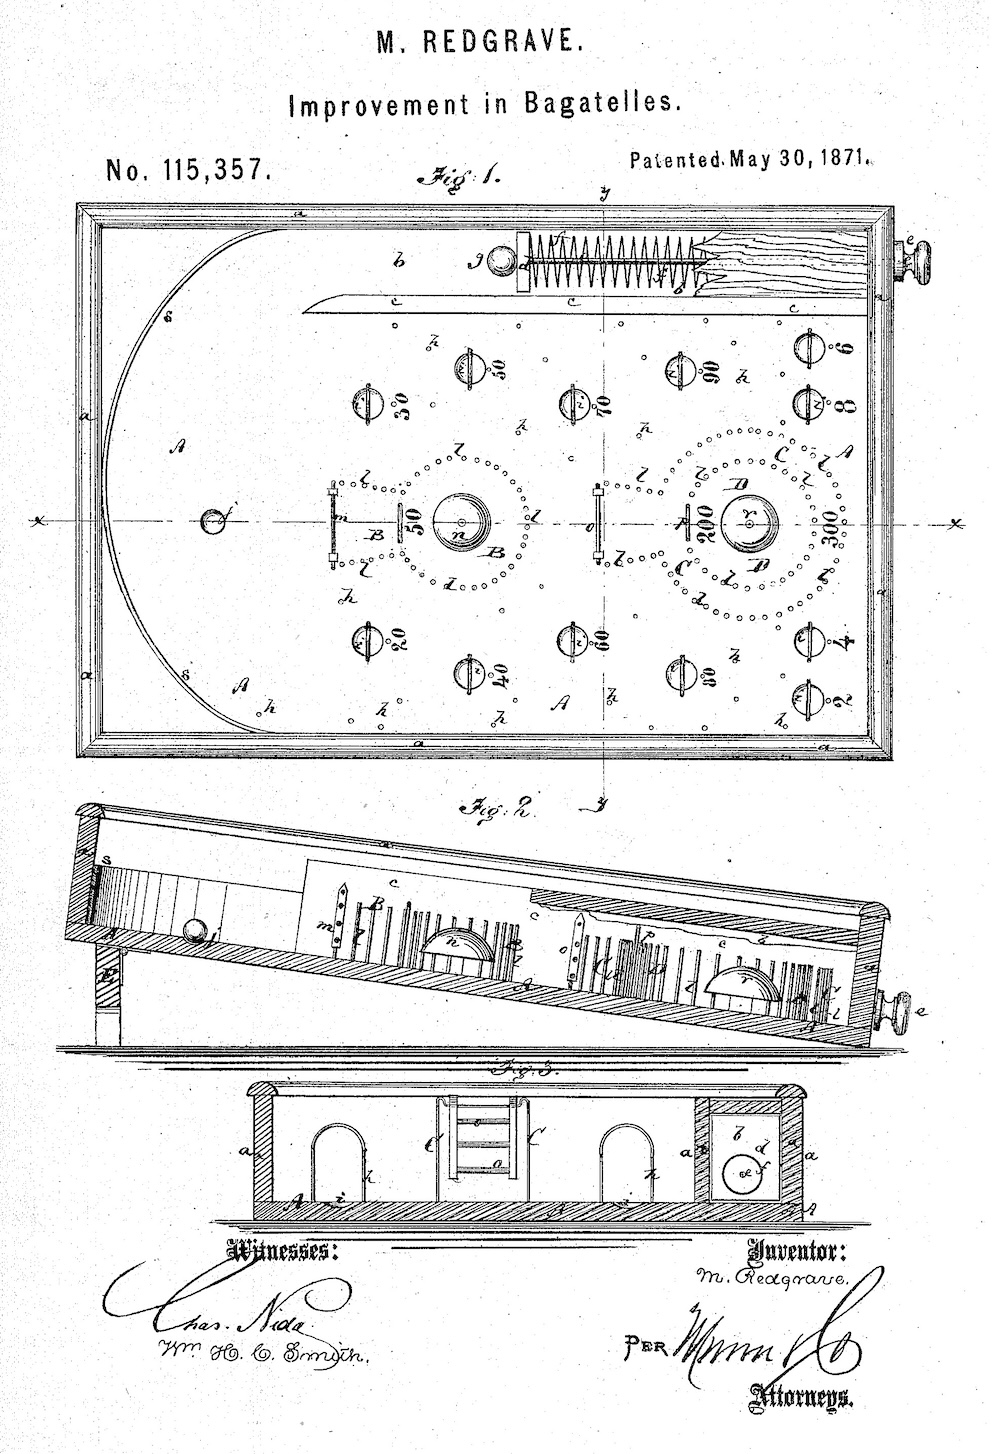 M. REDGRAVE.
Improvement in Bagatelles.
No. 115,357.
Patented May 30, 1871.
Fig: 1.
y
a
b
g
d
f
e
c
c
c
s
h
50
90
h
6
30
70
8
h
h
A
l
l
l
l
C
D
A
x
j
m
B
50
n
B
l
o
p
200
r
300
x
l
l
l
C
D
l
l
h
20
60
4
40
80
2
s
A
h
h
h
A
h
h
a
a
Fig: 2.
y
s
a
c
B
m
n
c
o
p
c
r
A
A
A
e
Fig. 3.
a
C
o
C
h
h
b
d
a
a
A
i
i
A
Witnesses:
Chas. Nida
Wm H. C. Smith.
Inventor:
M. Redgrave.
PER Munn & Co
Attorneys.